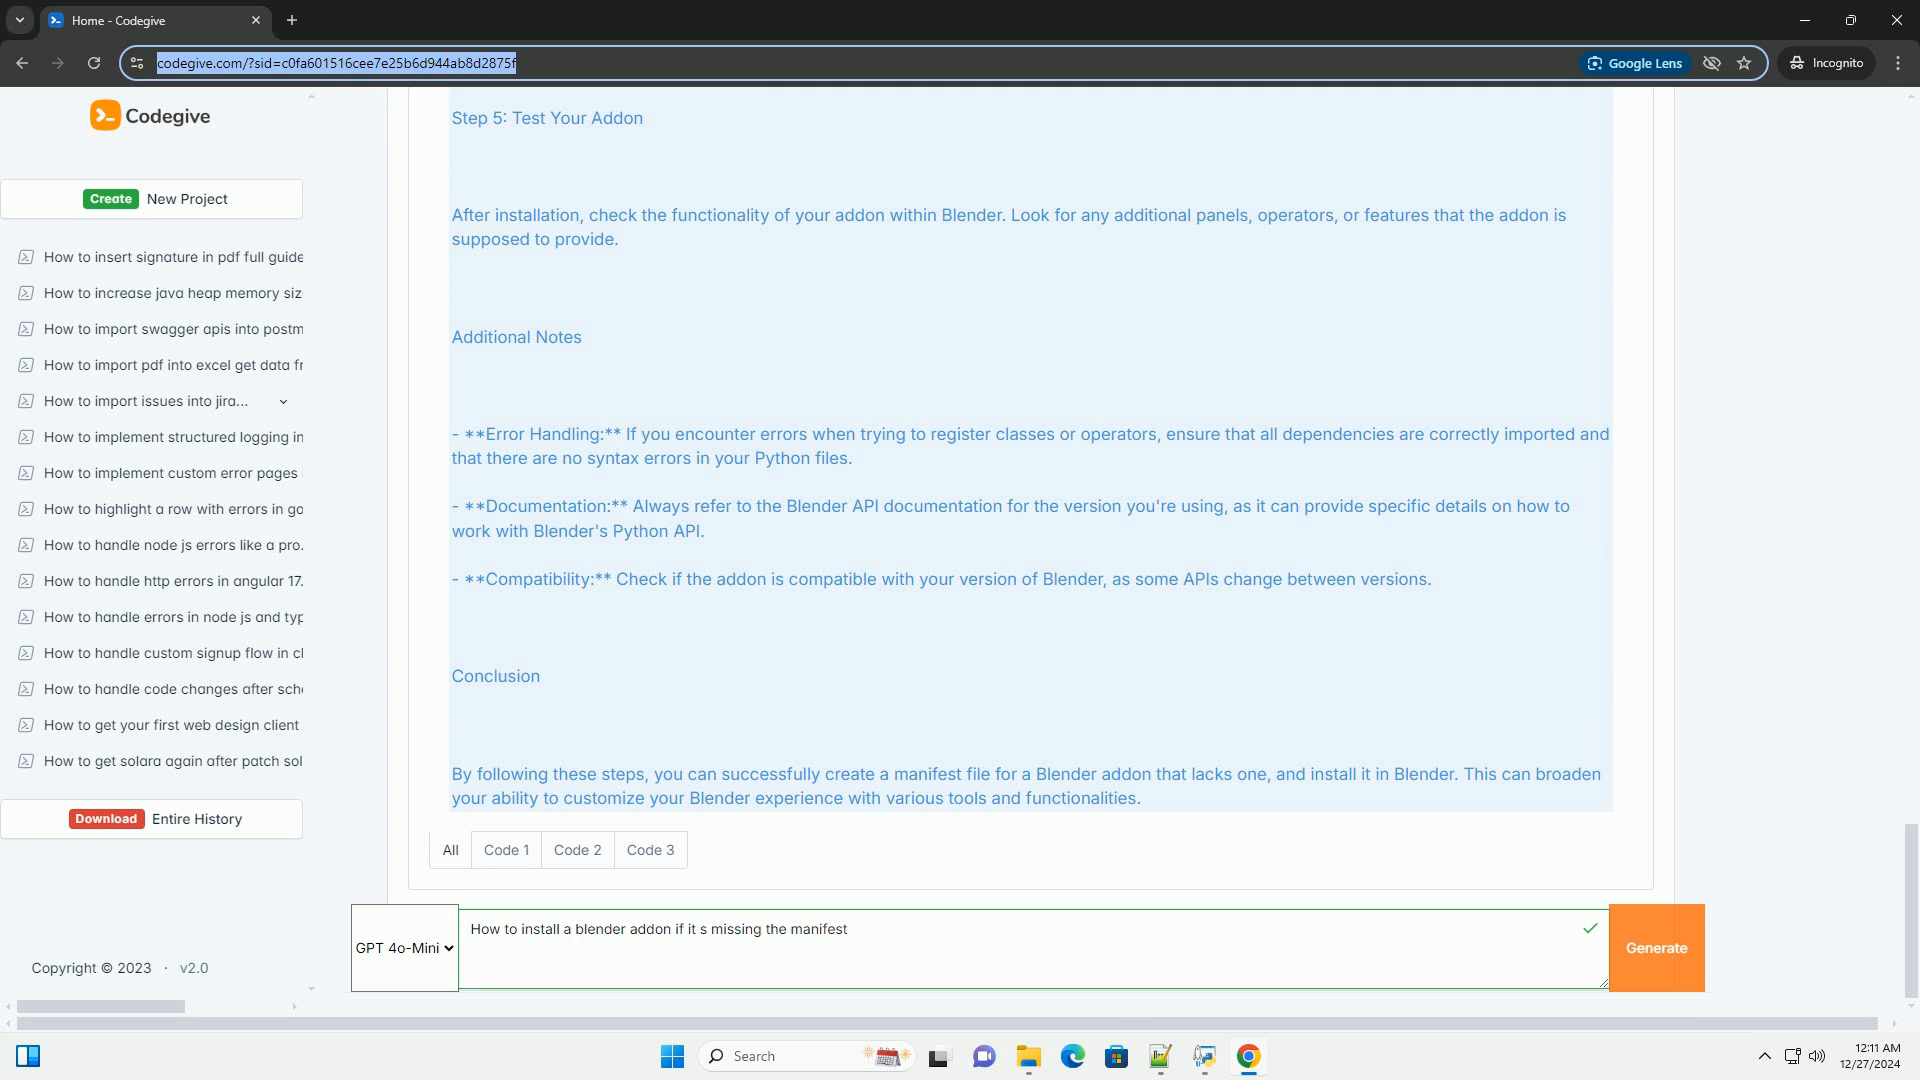 Home - Codegive
codegive.com/?sid=c0fa601516cee7e25b6d944ab8d2875f
Google Lens
Incognito
Codegive
Create New Project
How to insert signature in pdf full guide
How to increase java heap memory siz
How to import swagger apis into postm
How to import pdf into excel get data fr
How to import issues into jira...
How to implement structured logging in
How to implement custom error pages
How to highlight a row with errors in go
How to handle node js errors like a pro.
How to handle http errors in angular 17.
How to handle errors in node js and typ
How to handle custom signup flow in cl
How to handle code changes after sche
How to get your first web design client
How to get solara again after patch sol
Download Entire History
Copyright © 2023 · v2.0
Step 5: Test Your Addon
After installation, check the functionality of your addon within Blender. Look for any additional panels, operators, or features that the addon is
supposed to provide.
Additional Notes
- **Error Handling:** If you encounter errors when trying to register classes or operators, ensure that all dependencies are correctly imported and
that there are no syntax errors in your Python files.
- **Documentation:** Always refer to the Blender API documentation for the version you're using, as it can provide specific details on how to
work with Blender's Python API.
- **Compatibility:** Check if the addon is compatible with your version of Blender, as some APIs change between versions.
Conclusion
By following these steps, you can successfully create a manifest file for a Blender addon that lacks one, and install it in Blender. This can broaden
your ability to customize your Blender experience with various tools and functionalities.
All Code 1 Code 2 Code 3
GPT 4o-Mini
How to install a blender addon if it s missing the manifest
Generate
Search
12:11 AM
12/27/2024